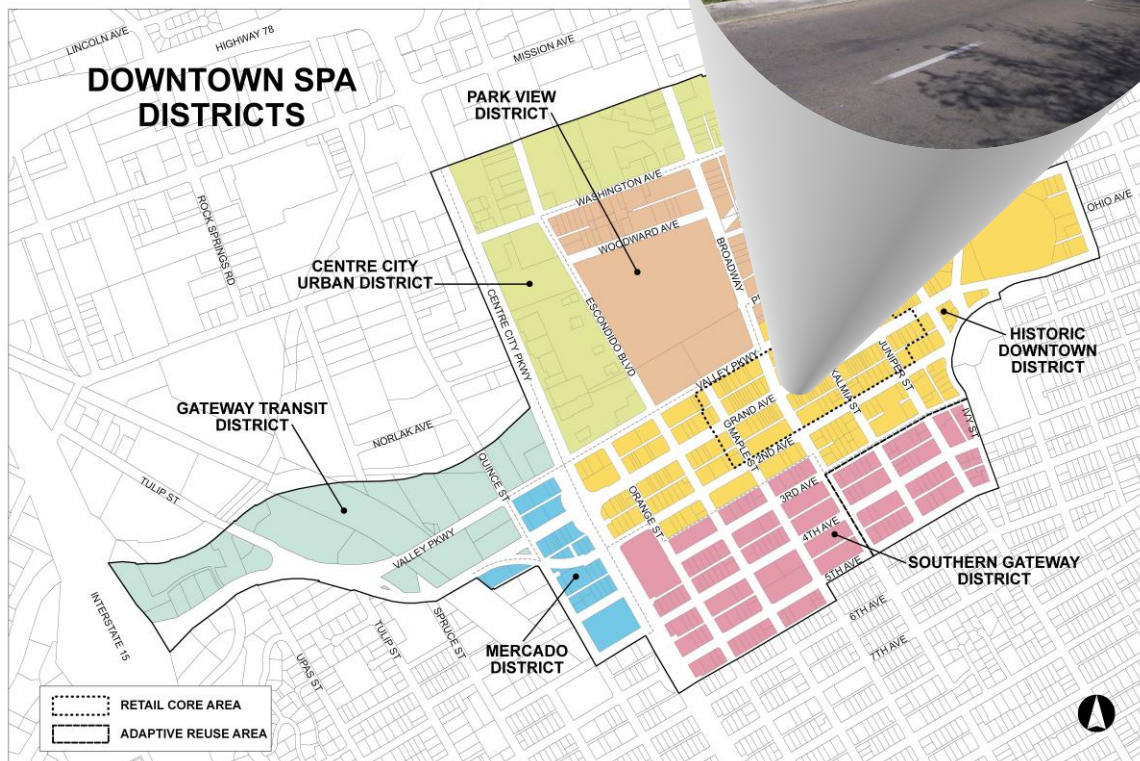 LINCOLN AVE
HIGHWAY 78
MISSION AVE
DOWNTOWN SPA
DISTRICTS
PARK VIEW
DISTRICT
WASHINGTON AVE
ROCK SPRINGS RD
OHIO AVE
WOODWARD AVE
BROADWAY
CENTRE CITY
URBAN DISTRICT
CENTRE CITY PKWY
ESCONDIDO BLVD
HISTORIC
DOWNTOWN
DISTRICT
JUNIPER ST
VALLEY PKWY
KALMIA ST
GATEWAY TRANSIT
DISTRICT
GRAND AVE
NORLAK AVE
MAPLE ST
2ND AVE
IVY ST
QUINCE ST
TULIP ST
ORANGE ST
3RD AVE
4TH AVE
VALLEY PKWY
5TH AVE
SOUTHERN GATEWAY
DISTRICT
INTERSTATE 15
SPRUCE ST
TULIP ST
6TH AVE
MERCADO
DISTRICT
7TH AVE
UPAS ST
RETAIL CORE AREA
ADAPTIVE REUSE AREA